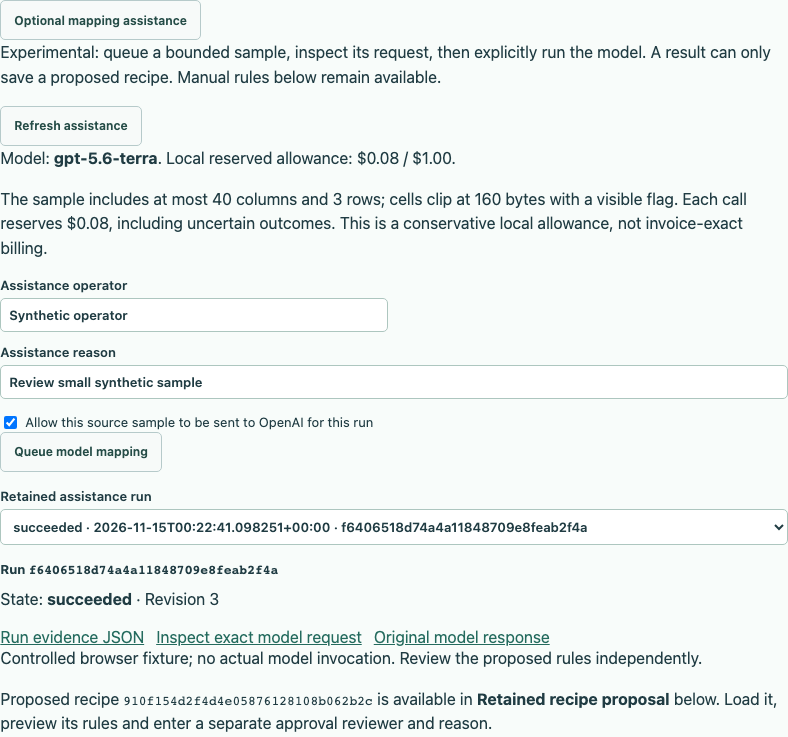 Optional mapping assistance
Experimental: queue a bounded sample, inspect its request, then explicitly run the model. A result can only
save a proposed recipe. Manual rules below remain available.
Refresh assistance
Model: gpt-5.6-terra. Local reserved allowance: $0.08 / $1.00.
The sample includes at most 40 columns and 3 rows; cells clip at 160 bytes with a visible flag. Each call
reserves $0.08, including uncertain outcomes. This is a conservative local allowance, not invoice-exact
billing.
Assistance operator
Synthetic operator
Assistance reason
Review small synthetic sample
Allow this source sample to be sent to OpenAI for this run
Queue model mapping
Retained assistance run
succeeded · 2026-11-15T00:22:41.098251+00:00 · f6406518d74a4a11848709e8feab2f4a
Run f6406518d74a4a11848709e8feab2f4a
State: succeeded · Revision 3
Run evidence JSON Inspect exact model request Original model response
Controlled browser fixture; no actual model invocation. Review the proposed rules independently.
Proposed recipe 910f154d2f4d4e05876128108b062b2c is available in Retained recipe proposal below. Load it,
preview its rules and enter a separate approval reviewer and reason.